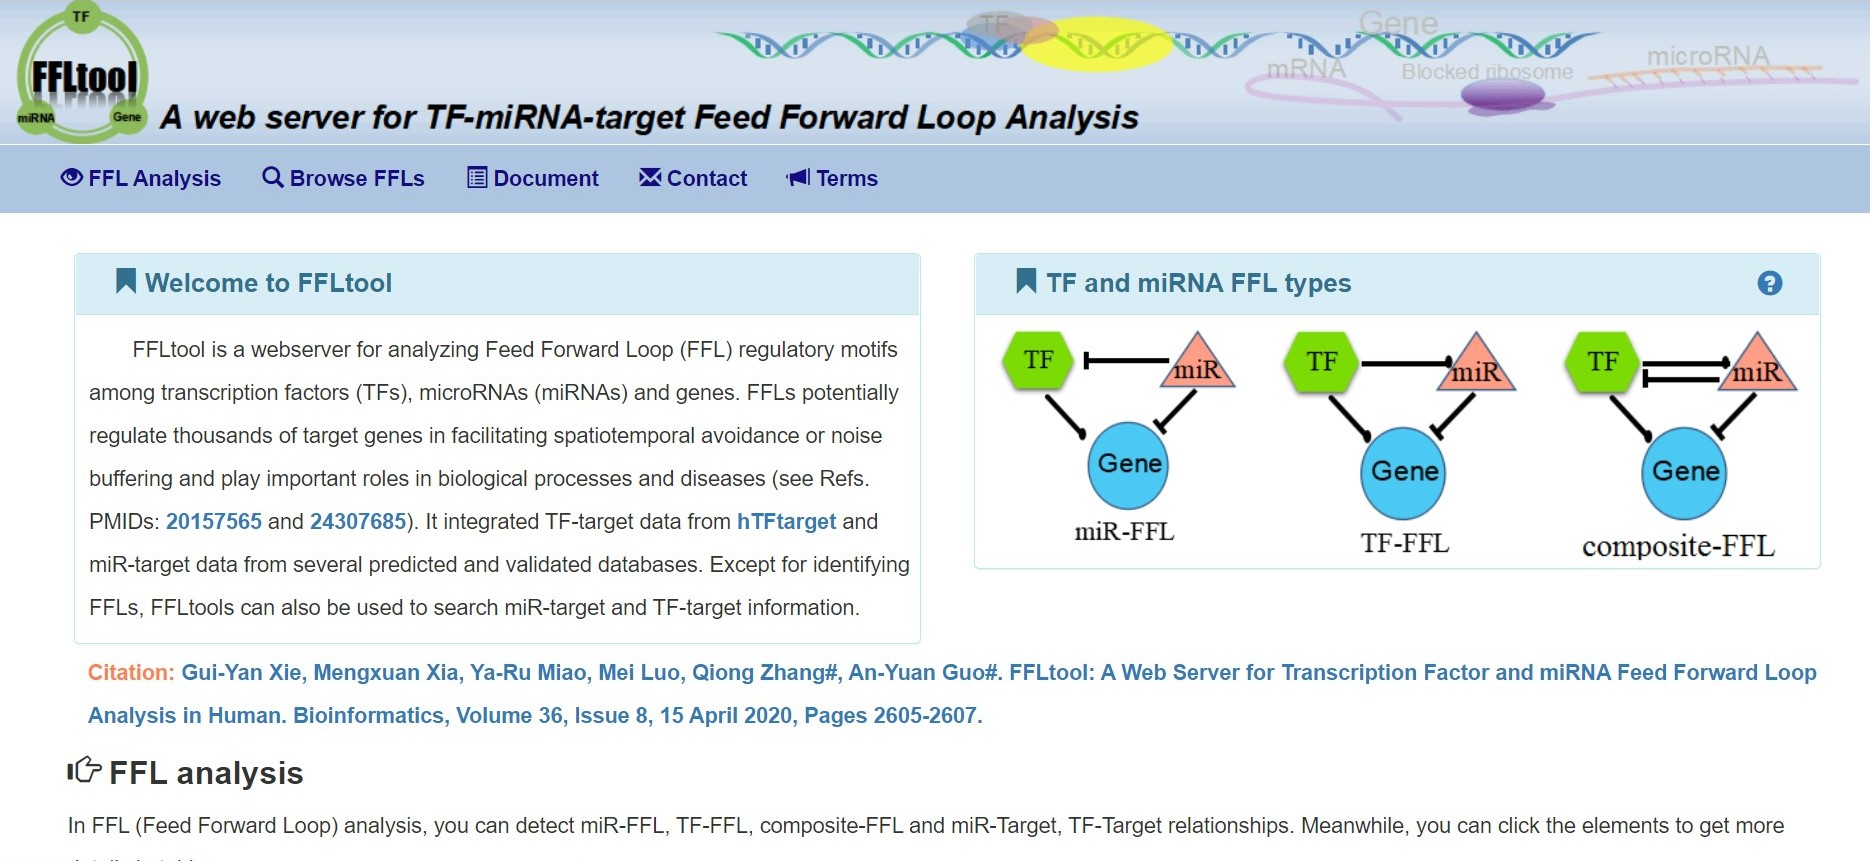 TF
FFLtool
miRNA
Gene
TF
Gene
mRNA
Blocked ribosome
microRNA
A web server for TF-miRNA-target Feed Forward Loop Analysis
FFL Analysis
Browse FFLs
Document
Contact
Terms
Welcome to FFLtool
FFLtool is a webserver for analyzing Feed Forward Loop (FFL) regulatory motifs
among transcription factors (TFs), microRNAs (miRNAs) and genes. FFLs potentially
regulate thousands of target genes in facilitating spatiotemporal avoidance or noise
buffering and play important roles in biological processes and diseases (see Refs.
PMIDs: 20157565 and 24307685). It integrated TF-target data from hTFtarget and
miR-target data from several predicted and validated databases. Except for identifying
FFLs, FFLtools can also be used to search miR-target and TF-target information.
TF and miRNA FFL types
?
TF
miR
Gene
miR-FFL
TF
miR
Gene
TF-FFL
TF
miR
Gene
composite-FFL
Citation: Gui-Yan Xie, Mengxuan Xia, Ya-Ru Miao, Mei Luo, Qiong Zhang#, An-Yuan Guo#. FFLtool: A Web Server for Transcription Factor and miRNA Feed Forward Loop
Analysis in Human. Bioinformatics, Volume 36, Issue 8, 15 April 2020, Pages 2605-2607.
FFL analysis
In FFL (Feed Forward Loop) analysis, you can detect miR-FFL, TF-FFL, composite-FFL and miR-Target, TF-Target relationships. Meanwhile, you can click the elements to get more